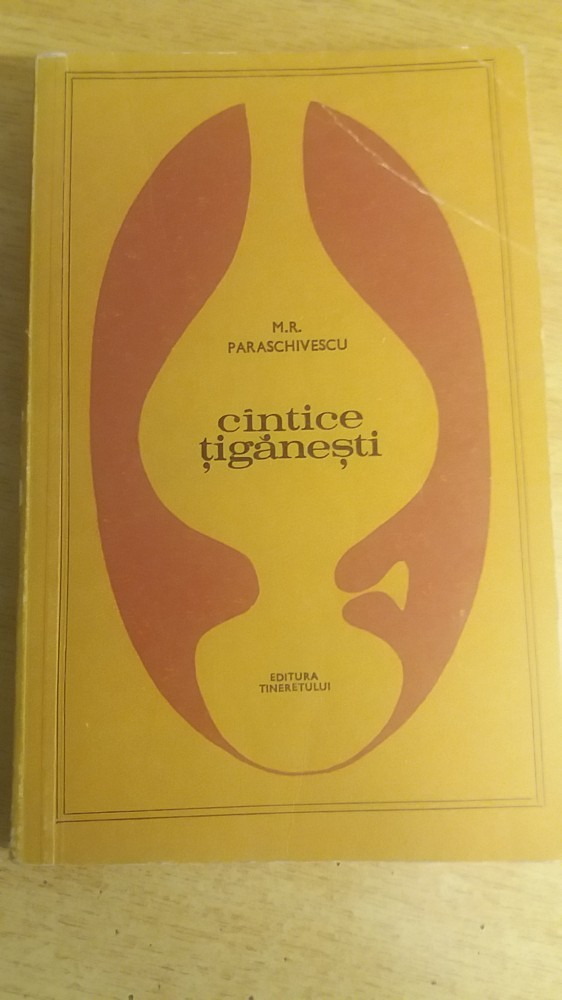 M.R.
PARASCHIVESCU
cîntice
țigănești
EDITURA
TINERETULUI